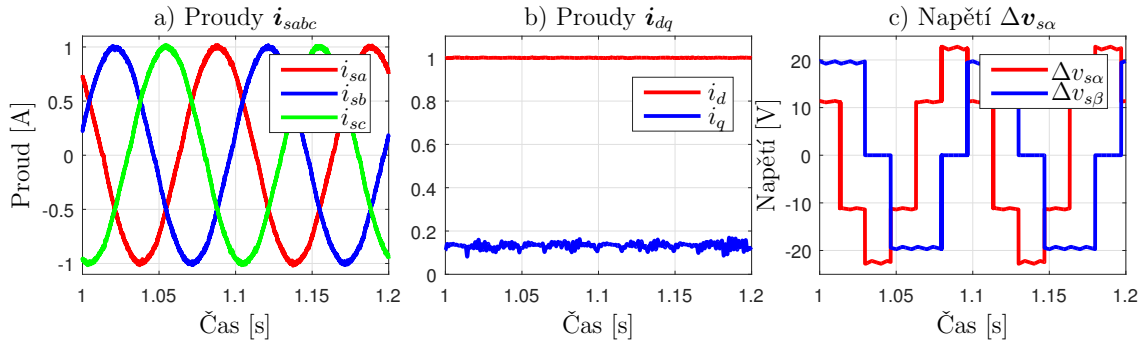 a) Proudy i_sabc
Proud [A]
1
0.5
0
-0.5
-1
i_sa
i_sb
i_sc
1
1.05
1.1
1.15
1.2
Čas [s]
b) Proudy i_dq
1
0.8
0.6
0.4
0.2
0
i_d
i_q
1
1.05
1.1
1.15
1.2
Čas [s]
c) Napětí Δv_sα
Napětí [V]
20
10
0
-10
-20
Δv_sα
Δv_sβ
1
1.05
1.1
1.15
1.2
Čas [s]